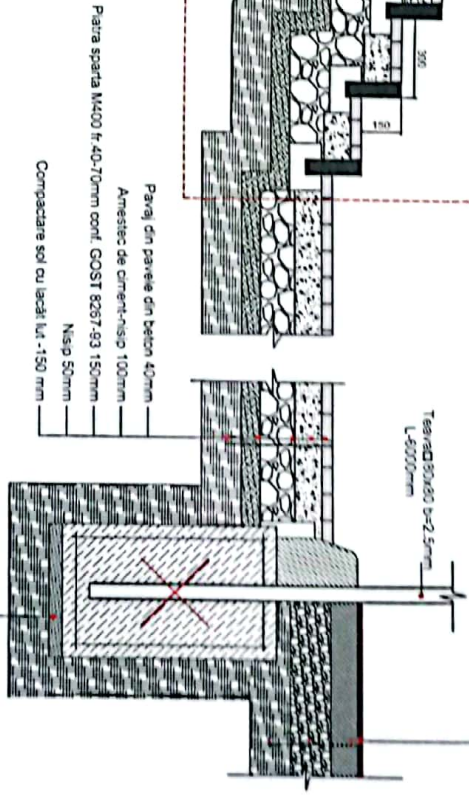 Teava 60x60 b=2.5mm
L-6000mm
300
150
Pavaj din pavele din beton 40mm
Amestec de ciment-nisip 100mm
Piatra sparta M400 fr-40-70mm conf. GOST 8267-93 150mm
Nisip 50mm
Compactare sol cu lacăt lut -150 mm